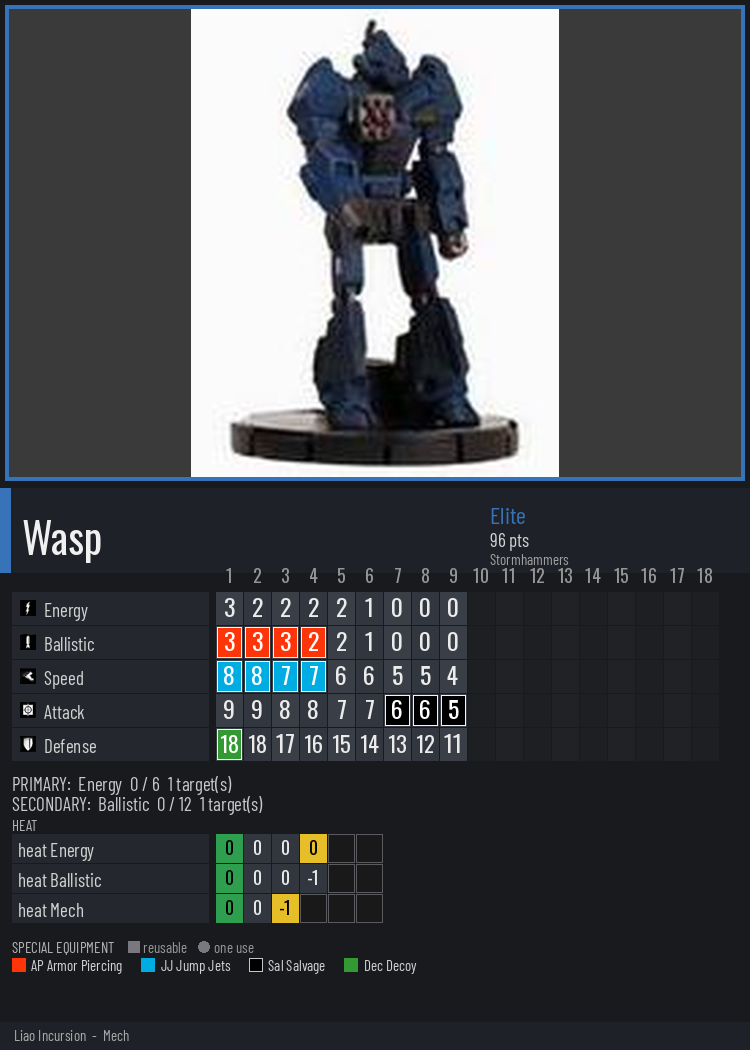 Wasp
Elite
96 pts
Stormhammers
1 2 3 4 5 6 7 8 9 10 11 12 13 14 15 16 17 18
Energy 3 2 2 2 2 1 0 0 0
Ballistic 3 3 3 2 2 1 0 0 0
Speed 8 8 7 7 6 6 5 5 4
Attack 9 9 8 8 7 7 6 6 5
Defense 18 18 17 16 15 14 13 12 11
PRIMARY: Energy 0 / 6 1 target(s)
SECONDARY: Ballistic 0 / 12 1 target(s)
HEAT
heat Energy 0 0 0 0
heat Ballistic 0 0 0 -1
heat Mech 0 0 -1
SPECIAL EQUIPMENT reusable one use
AP Armor Piercing JJ Jump Jets Sal Salvage Dec Decoy
Liao Incursion - Mech